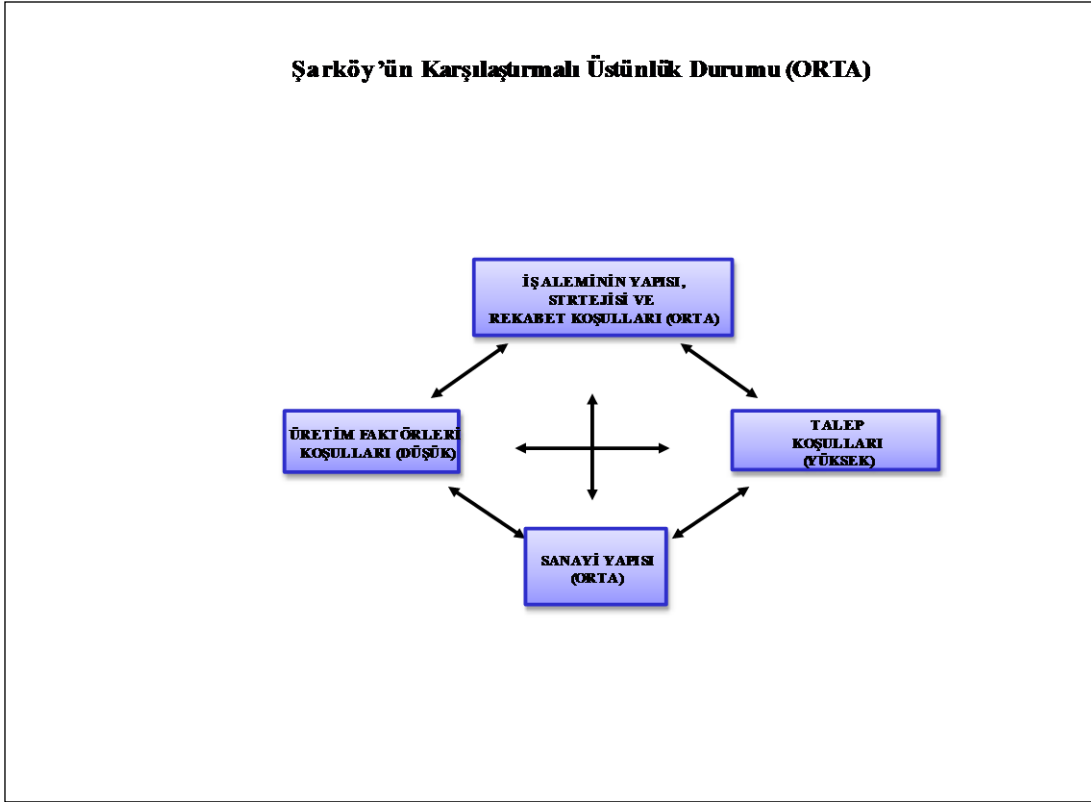 Şarköy'ün Karşılaştırmalı Üstünlük Durumu (ORTA)
İŞ ALEMİNİN YAPISI,
STRTEJİSİ VE
REKABET KOŞULLARI (ORTA)
ÜRETİM FAKTÖRLERİ
KOŞULLARI (DÜŞÜK)
TALEP
KOŞULLARI
(YÜKSEK)
SANAYİ YAPISI
(ORTA)